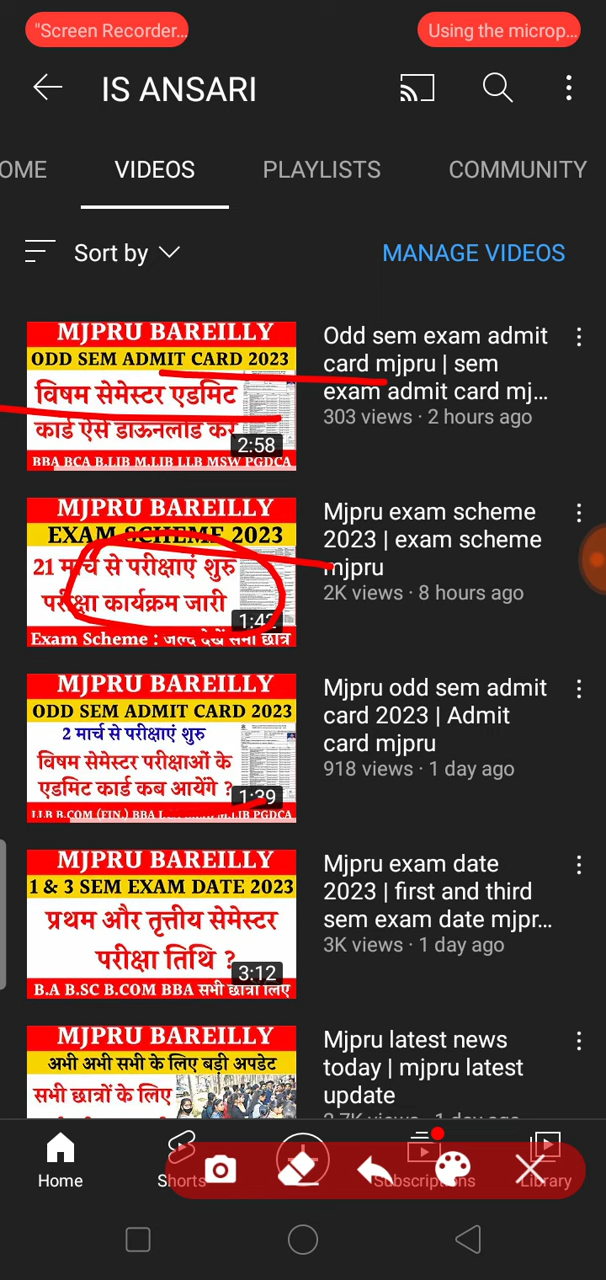 "Screen Recorder...
Using the microp...
IS ANSARI
OME VIDEOS PLAYLISTS COMMUNITY
Sort by MANAGE VIDEOS
MJPRU BAREILLY
ODD SEM ADMIT CARD 2023
विषम सेमेस्टर एडमिट
कार्ड ऐसे डाऊनलोड करें
2:58
BBA BCA B.LIB M.LIB LLB MSW PGDCA
Odd sem exam admit
card mjpru | sem
exam admit card mj...
303 views · 2 hours ago
MJPRU BAREILLY
EXAM SCHEME 2023
21 मार्च से परीक्षाएं शुरु
परीक्षा कार्यक्रम जारी
Exam Scheme : जल्द देखें सभी छात्र
Mjpru exam scheme
2023 | exam scheme
mjpru
2K views · 8 hours ago
MJPRU BAREILLY
ODD SEM ADMIT CARD 2023
2 मार्च से परीक्षाएं शुरु
विषम सेमेस्टर परीक्षाओं के
एडमिट कार्ड कब आयेंगे ?
1:39
LLB B.COM (FIN.) BBA PGDCA
Mjpru odd sem admit
card 2023 | Admit
card mjpru
918 views · 1 day ago
MJPRU BAREILLY
1 & 3 SEM EXAM DATE 2023
प्रथम और तृत्तीय सेमेस्टर
परीक्षा तिथि ?
3:12
B.A B.SC B.COM BBA सभी छात्रों लिए
Mjpru exam date
2023 | first and third
sem exam date mjpr...
3K views · 1 day ago
MJPRU BAREILLY
अभी अभी सभी के लिए बड़ी अपडेट
सभी छात्रों के लिए
Mjpru latest news
today | mjpru latest
update
Home Shorts Subscriptions Library